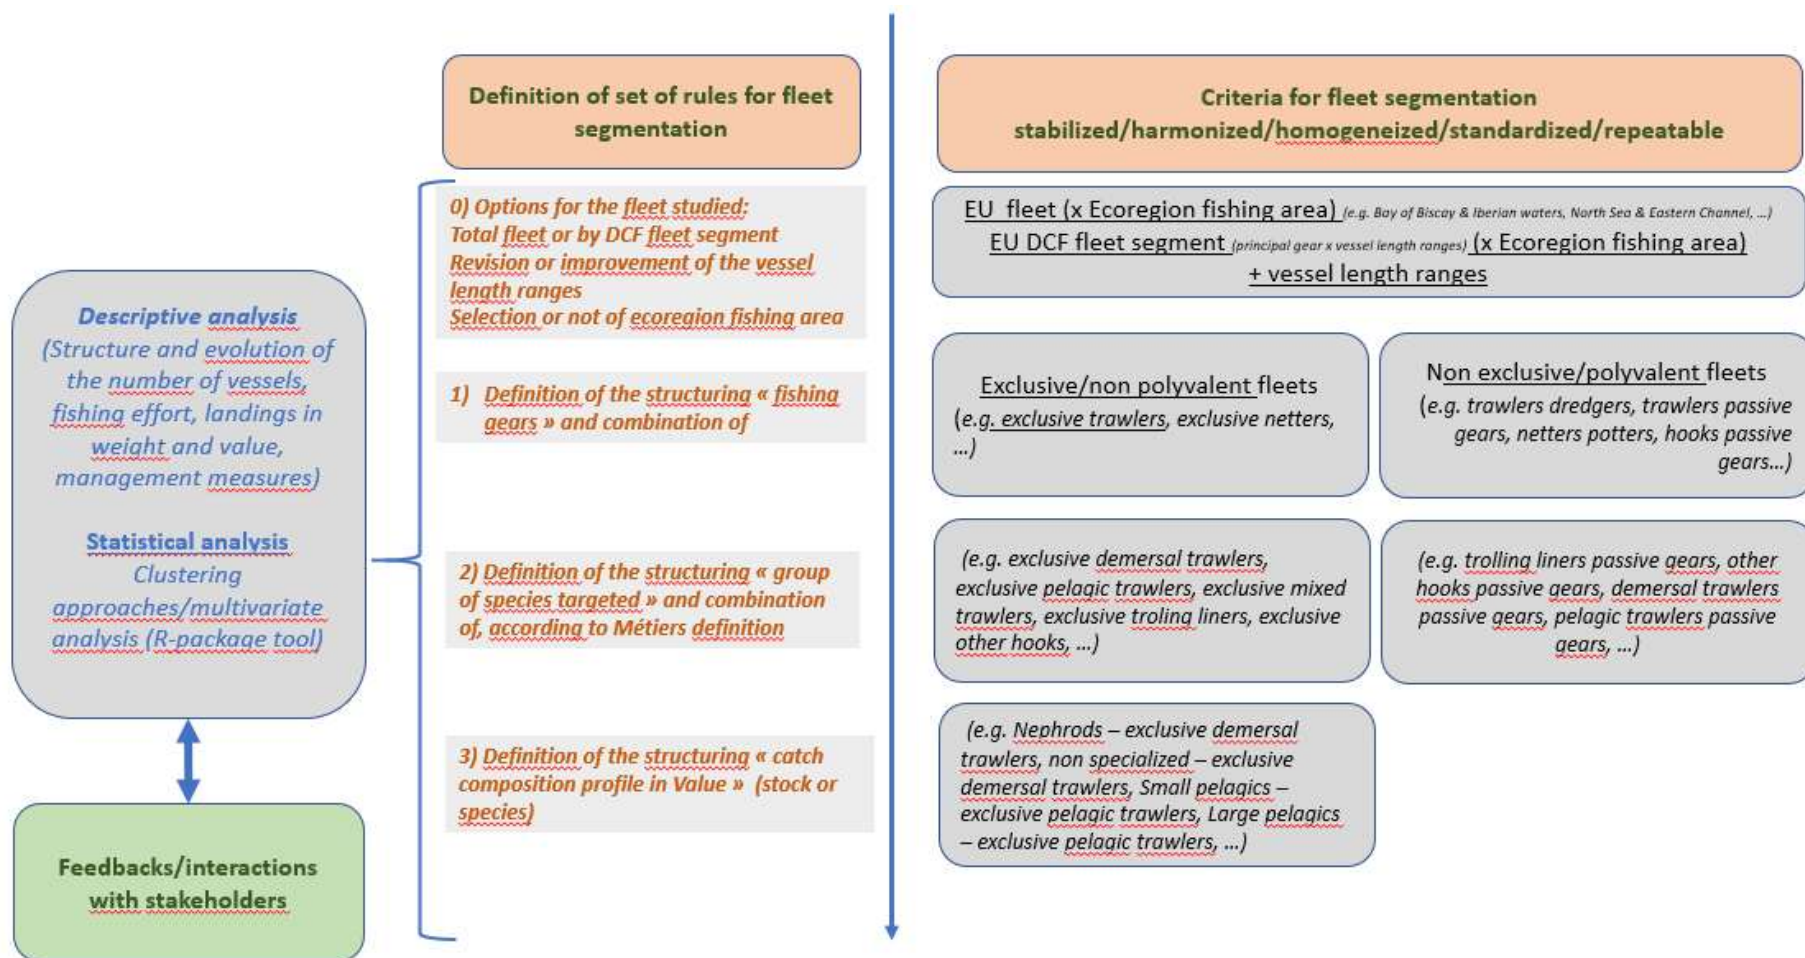 Definition of set of rules for fleet
segmentation
Criteria for fleet segmentation
stabilized/harmonized/homogeneized/standardized/repeatable
Descriptive analysis
(Structure and evolution of
the number of vessels,
fishing effort, landings in
weight and value,
management measures)
Statistical analysis
Clustering
approaches/multivariate
analysis (R-package tool)
Feedbacks/interactions
with stakeholders
0) Options for the fleet studied:
Total fleet or by DCF fleet segment
Revision or improvement of the vessel
length ranges
Selection or not of ecoregion fishing area
1) Definition of the structuring « fishing
gears » and combination of
2) Definition of the structuring « group
of species targeted » and combination
of, according to Métiers definition
3) Definition of the structuring « catch
composition profile in Value » (stock or
species)
EU fleet (x Ecoregion fishing area) (e.g. Bay of Biscay & Iberian waters, North Sea & Eastern Channel, …)
EU DCF fleet segment (principal gear x vessel length ranges) (x Ecoregion fishing area)
+ vessel length ranges
Exclusive/non polyvalent fleets
(e.g. exclusive trawlers, exclusive netters,
…)
Non exclusive/polyvalent fleets
(e.g. trawlers dredgers, trawlers passive
gears, netters potters, hooks passive
gears…)
(e.g. exclusive demersal trawlers,
exclusive pelagic trawlers, exclusive mixed
trawlers, exclusive troling liners, exclusive
other hooks, …)
(e.g. trolling liners passive gears, other
hooks passive gears, demersal trawlers
passive gears, pelagic trawlers passive
gears, …)
(e.g. Nephrods – exclusive demersal
trawlers, non specialized – exclusive
demersal trawlers, Small pelagics –
exclusive pelagic trawlers, Large pelagics
– exclusive pelagic trawlers, …)